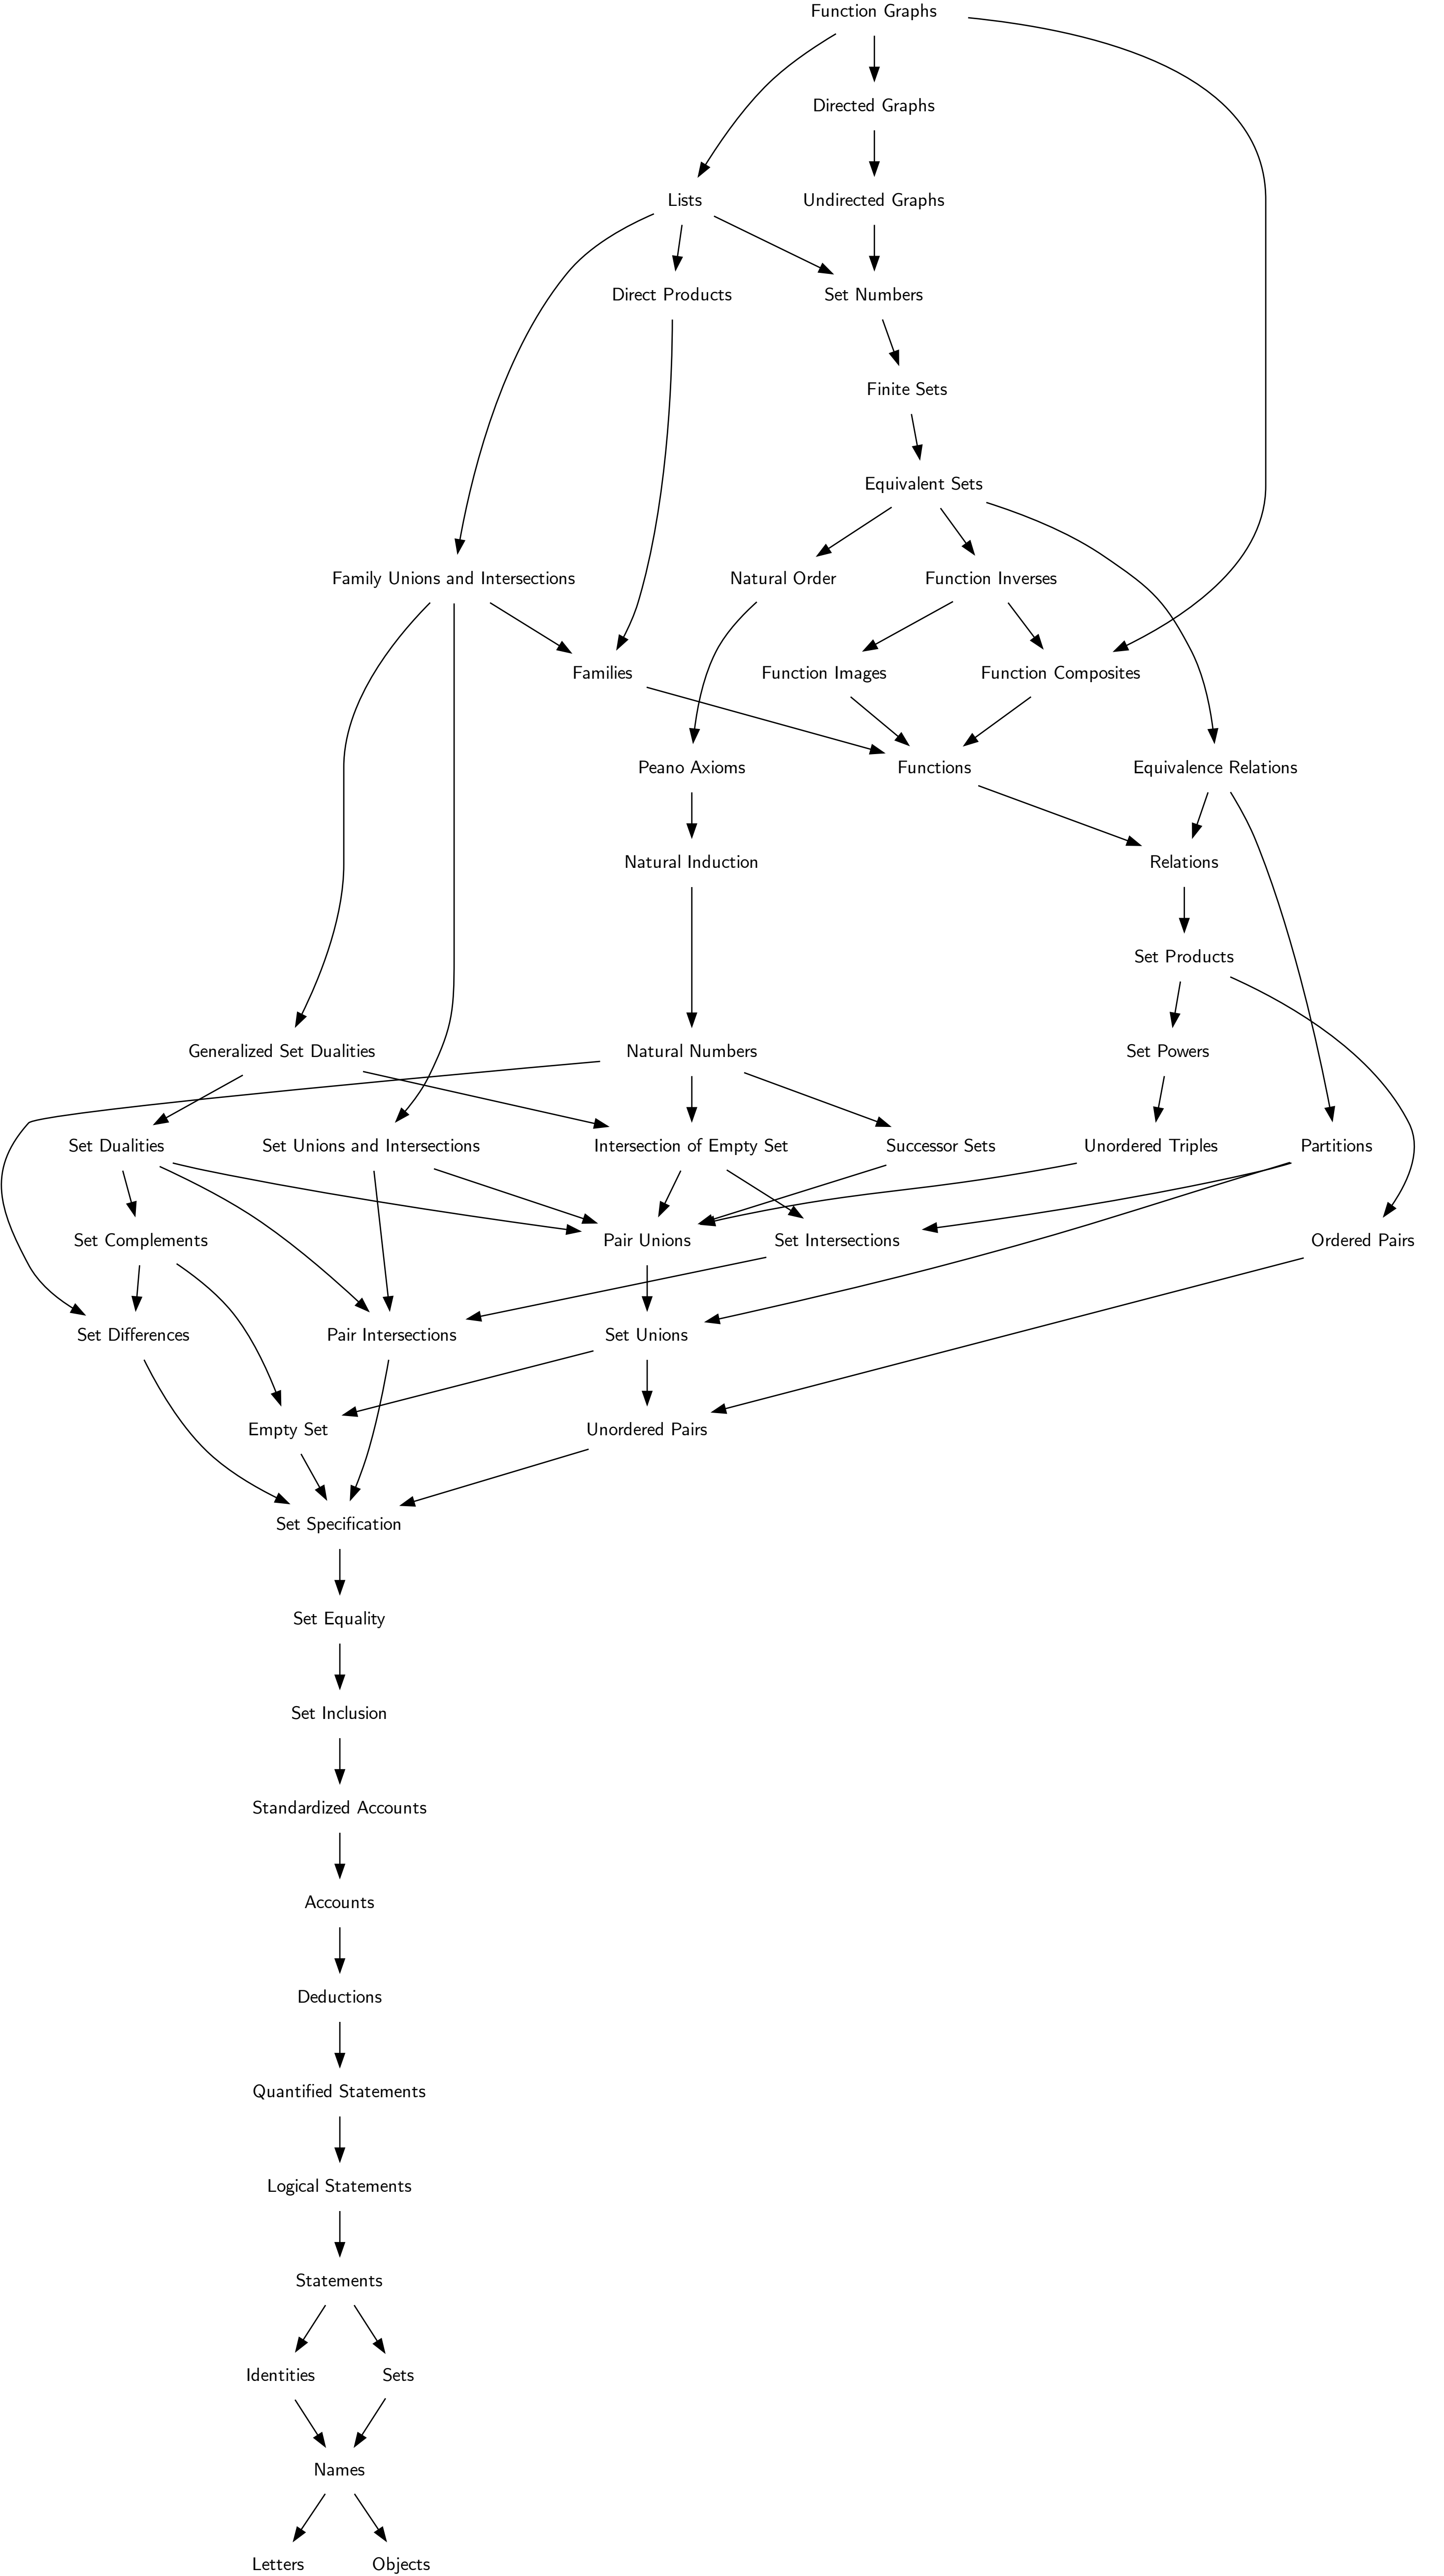 Function Graphs
Directed Graphs
Lists
Undirected Graphs
Direct Products
Set Numbers
Finite Sets
Equivalent Sets
Family Unions and Intersections
Natural Order
Function Inverses
Families
Function Images
Function Composites
Peano Axioms
Functions
Equivalence Relations
Natural Induction
Relations
Set Products
Generalized Set Dualities
Natural Numbers
Set Powers
Set Dualities
Set Unions and Intersections
Intersection of Empty Set
Successor Sets
Unordered Triples
Partitions
Set Complements
Pair Unions
Set Intersections
Ordered Pairs
Set Differences
Pair Intersections
Set Unions
Empty Set
Unordered Pairs
Set Specification
Set Equality
Set Inclusion
Standardized Accounts
Accounts
Deductions
Quantified Statements
Logical Statements
Statements
Identities
Sets
Names
Letters
Objects